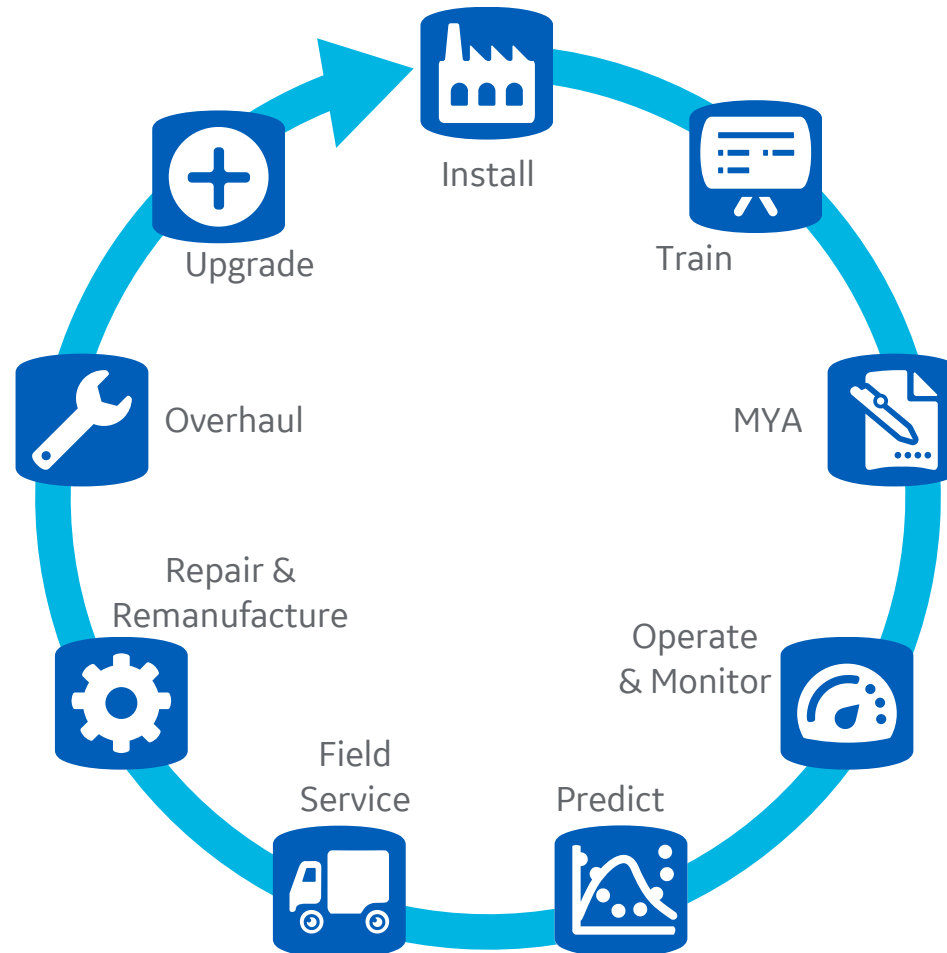 Install
Train
MYA
Operate
& Monitor
Predict
Field
Service
Repair &
Remanufacture
Overhaul
Upgrade